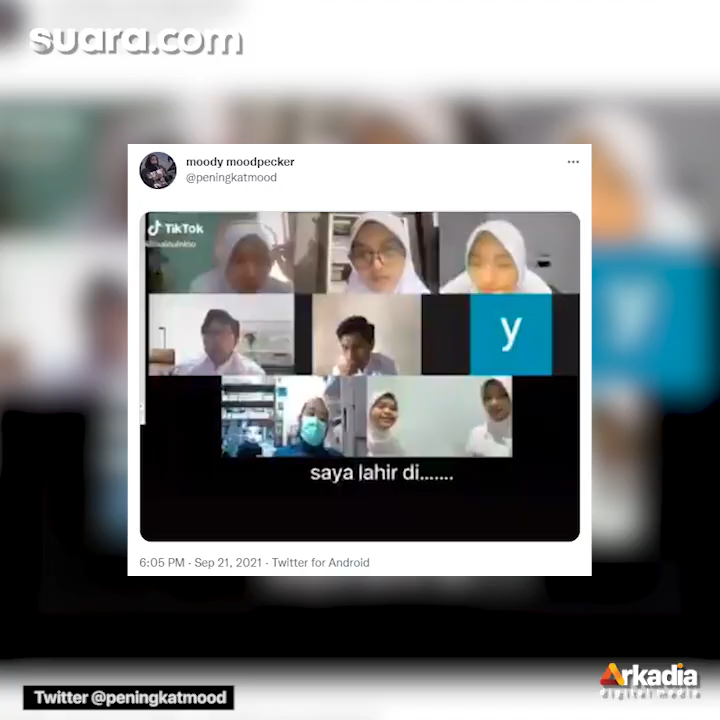 suara.com
moody moodpecker
@peningkatmood
TikTok
y
saya lahir di.......
6:05 PM · Sep 21, 2021 · Twitter for Android
Twitter @peningkatmood
Arkadia
digital media